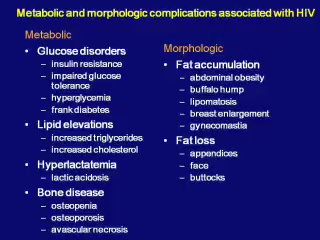 Metabolic and morphologic complications associated with HIV
Metabolic
• Glucose disorders
– insulin resistance
– impaired glucose
tolerance
– hyperglycemia
– frank diabetes
• Lipid elevations
– increased triglycerides
– increased cholesterol
• Hyperlactatemia
– lactic acidosis
• Bone disease
– osteopenia
– osteoporosis
– avascular necrosis
Morphologic
• Fat accumulation
– abdominal obesity
– buffalo hump
– lipomatosis
– breast enlargement
– gynecomastia
• Fat loss
– appendices
– face
– buttocks